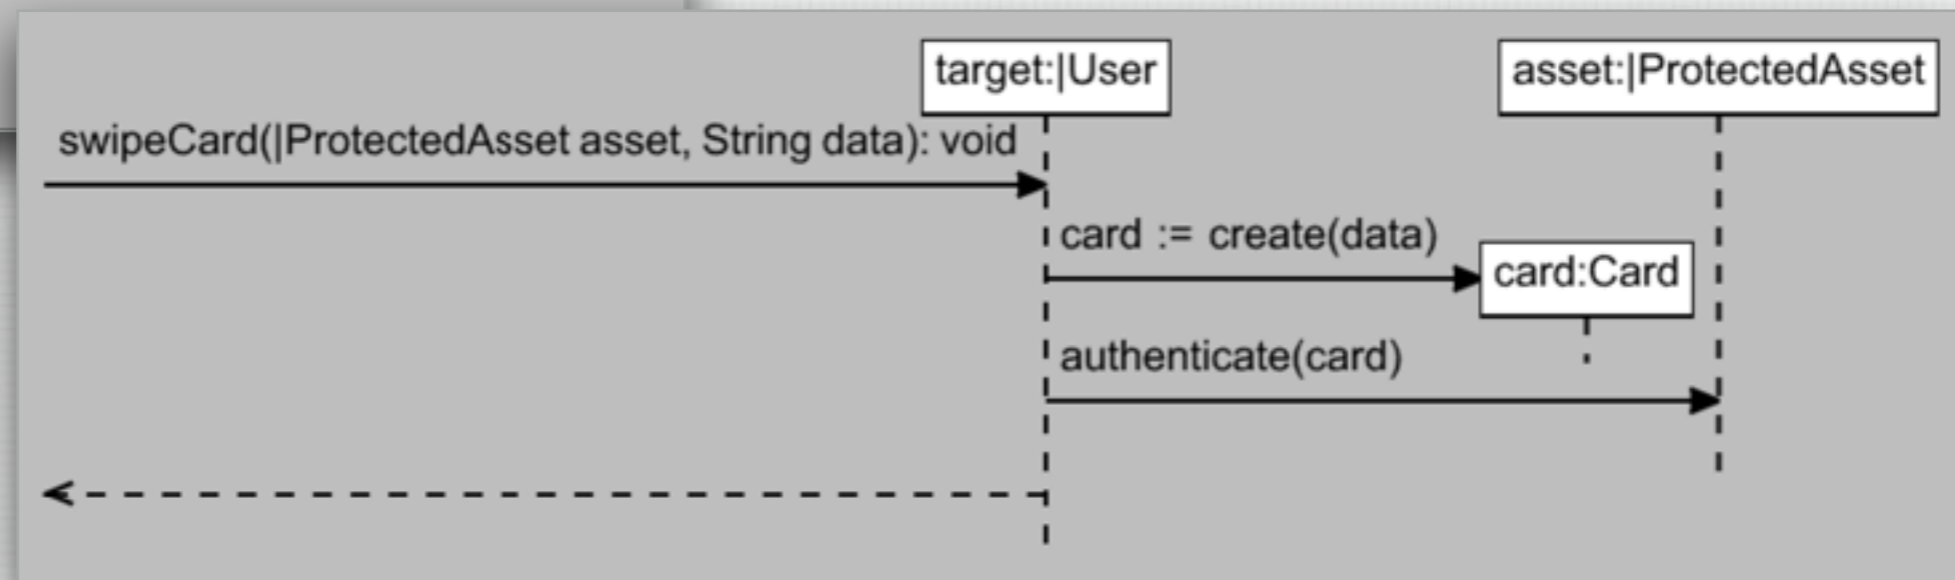 target:|User
asset:|ProtectedAsset
swipeCard(|ProtectedAsset asset, String data): void
card := create(data)
card:Card
authenticate(card)